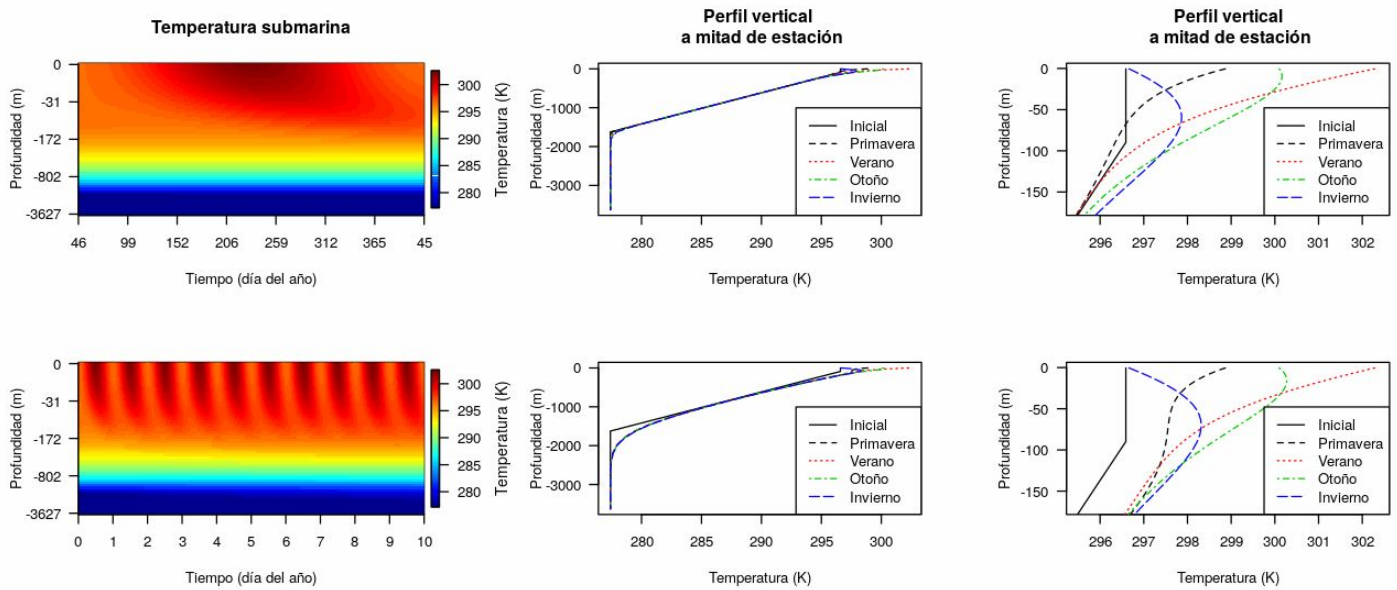 Temperatura submarina
Profundidad (m)
0
-31
-172
-802
-3627
46 99 152 206 259 312 365 45
Tiempo (día del año)
300
295
290
285
280
Temperatura (K)
Perfil vertical
a mitad de estación
Profundidad (m)
0
-1000
-2000
-3000
Inicial
Primavera
Verano
Otoño
Invierno
280 285 290 295 300
Temperatura (K)
Perfil vertical
a mitad de estación
Profundidad (m)
0
-50
-100
-150
Inicial
Primavera
Verano
Otoño
Invierno
296 297 298 299 300 301 302
Temperatura (K)
Profundidad (m)
0
-31
-172
-802
-3627
0 1 2 3 4 5 6 7 8 9 10
Tiempo (día del año)
300
295
290
285
280
Temperatura (K)
Profundidad (m)
0
-1000
-2000
-3000
Inicial
Primavera
Verano
Otoño
Invierno
280 285 290 295 300
Temperatura (K)
Profundidad (m)
0
-50
-100
-150
Inicial
Primavera
Verano
Otoño
Invierno
296 297 298 299 300 301 302
Temperatura (K)